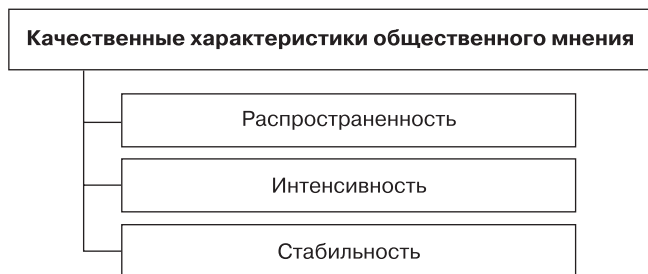 Качественные характеристики общественного мнения
Распространенность
Интенсивность
Стабильность